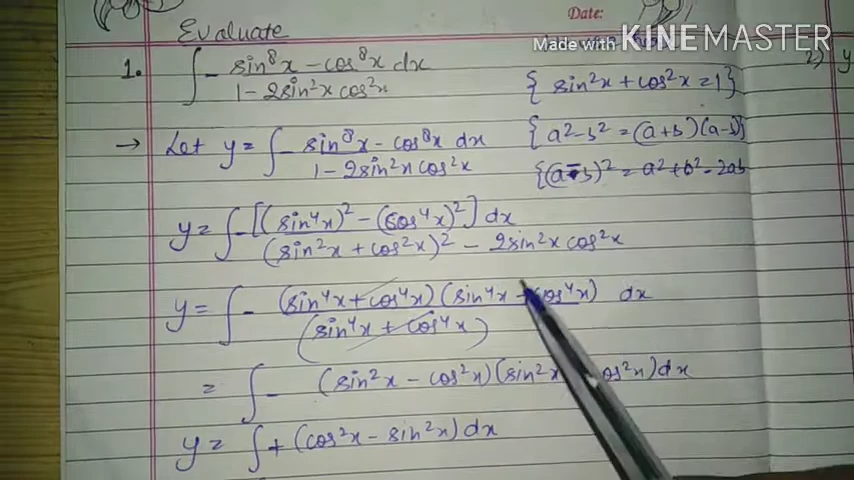 Date:
Evaluate
Made with KINEMASTER
1. ∫ - sin⁸x - cos⁸x dx / 1 - 2sin²x cos²x
{sin²x + cos²x = 1}
2) y
→ Let y = ∫ - sin⁸x - cos⁸x dx / 1 - 2sin²x cos²x
{a² - b² = (a+b)(a-b)}
{(a-b)² = a² + b² - 2ab
y = ∫ - [(sin⁴x)² - (cos⁴x)²] dx / (sin²x + cos²x)² - 2sin²x cos²x
y = ∫ - (sin⁴x + cos⁴x)(sin⁴x - cos⁴x) dx / (sin⁴x + cos⁴x)
= ∫ - (sin²x - cos²x)(sin²x cos²x)dx
y = ∫ + (cos²x - sin²x) dx